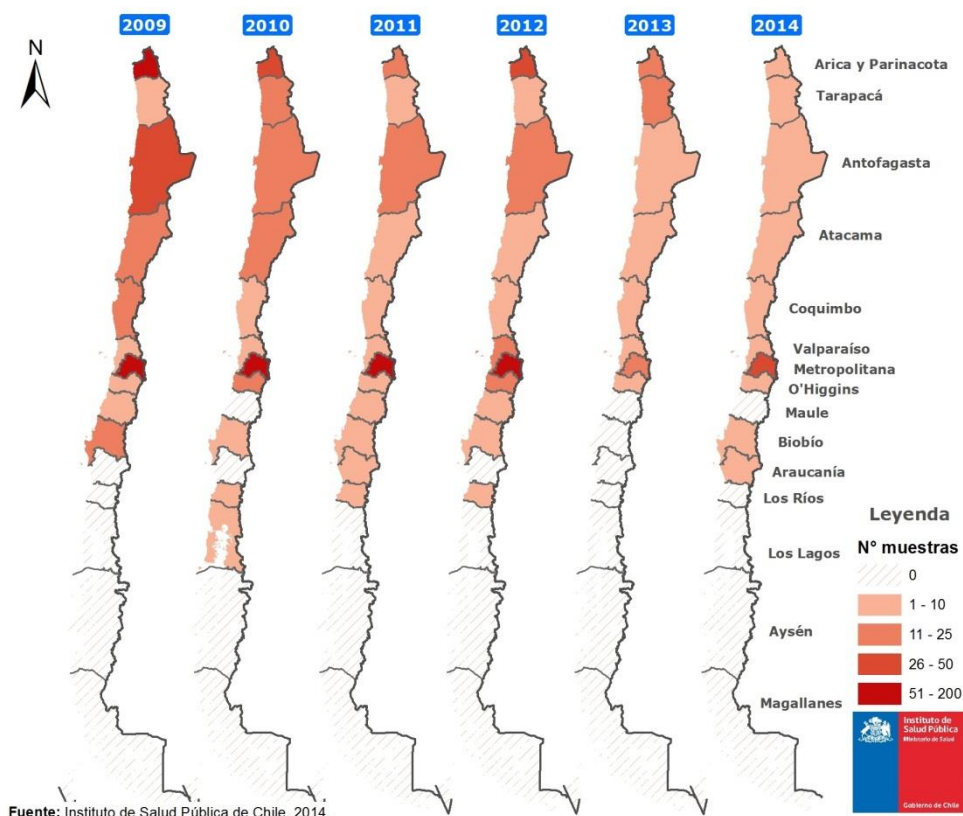 2009 2010 2011 2012 2013 2014
N
Arica y Parinacota
Tarapacá
Antofagasta
Atacama
Coquimbo
Valparaíso
Metropolitana
O'Higgins
Maule
Biobío
Araucanía
Los Ríos
Los Lagos
Aysén
Magallanes
Leyenda
N° muestras
0
1 - 10
11 - 25
26 - 50
51 - 200
Instituto de
Salud Pública
Ministerio de Salud
Gobierno de Chile
Fuente: Instituto de Salud Pública de Chile, 2014